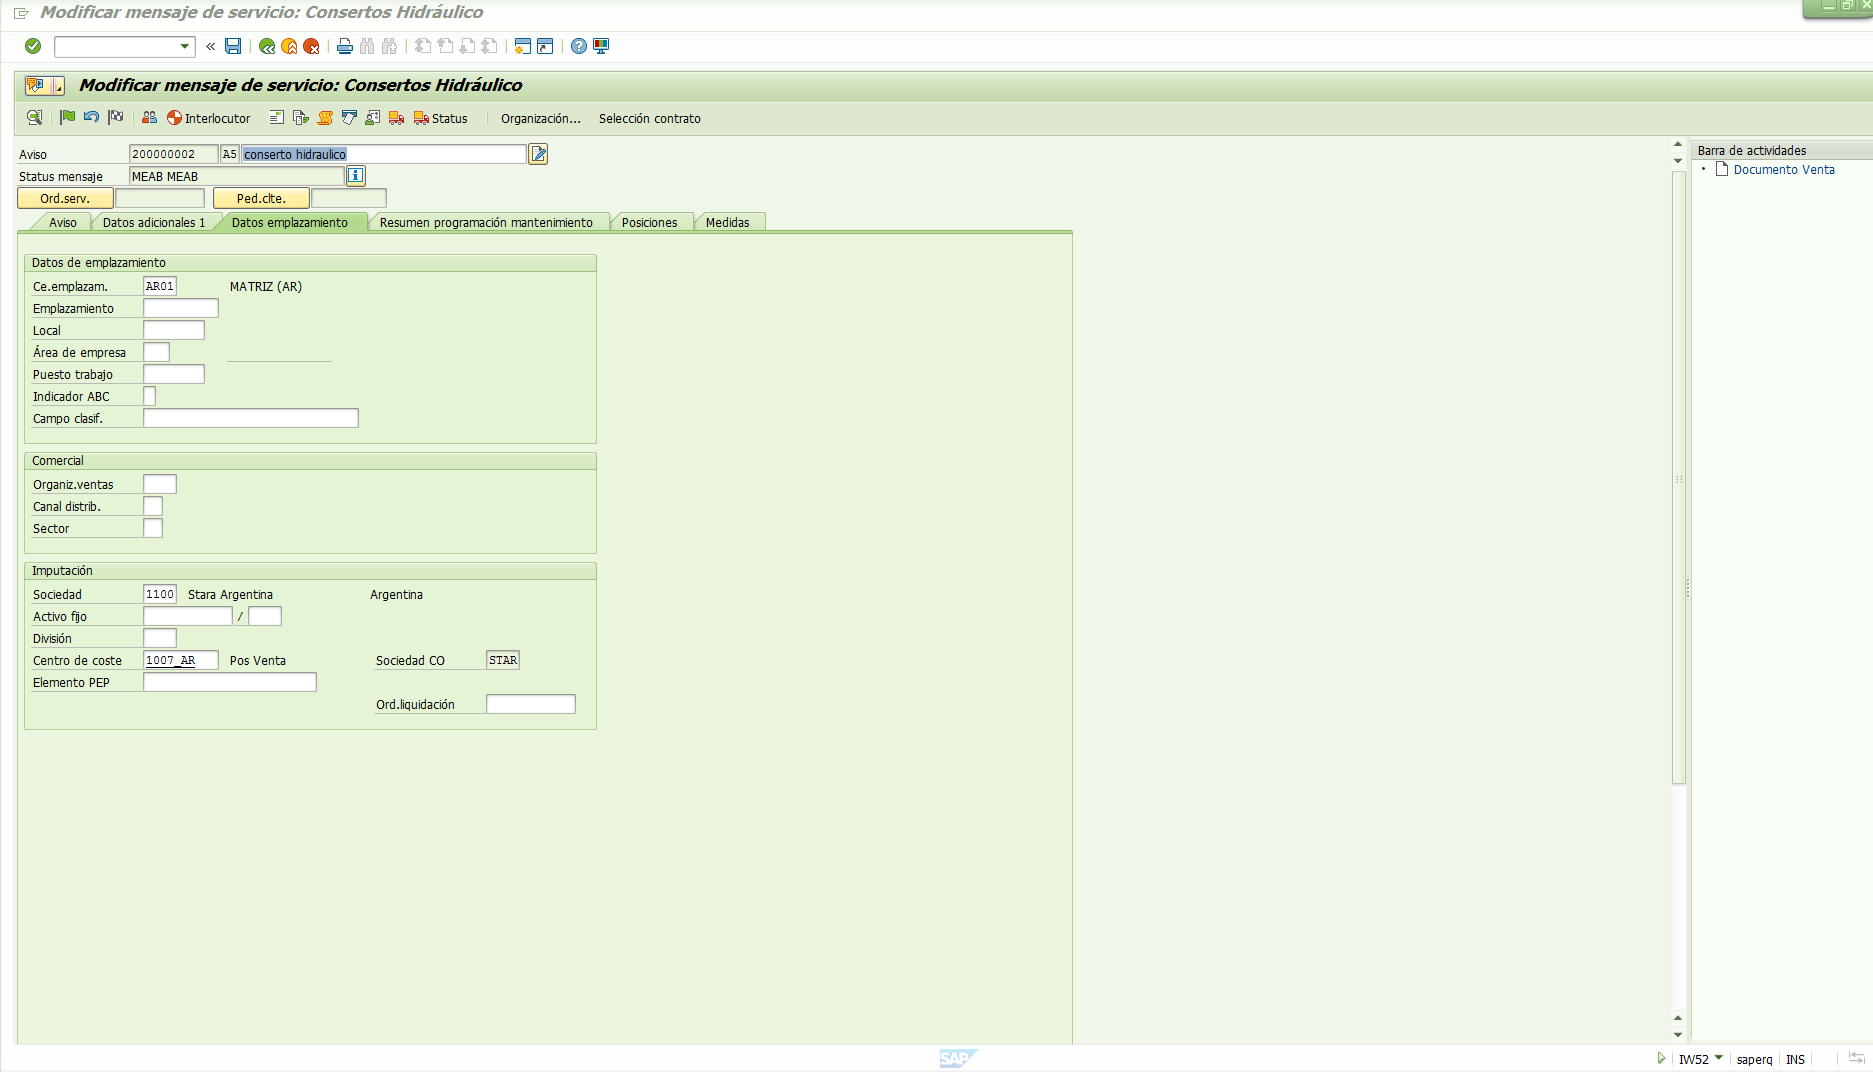 Modificar mensaje de servicio: Consertos Hidráulico
Modificar mensaje de servicio: Consertos Hidráulico
Interlocutor Status Organización... Selección contrato
Aviso 200000002 A5 conserto hidraulico
Status mensaje MEAB MEAB
Ord.serv. Ped.clte.
Aviso Datos adicionales 1 Datos emplazamiento Resumen programación mantenimiento Posiciones Medidas
Datos de emplazamiento
Ce.emplazam. AR01 MATRIZ (AR)
Emplazamiento
Local
Área de empresa
Puesto trabajo
Indicador ABC
Campo clasif.
Comercial
Organiz.ventas
Canal distrib.
Sector
Imputación
Sociedad 1100 Stara Argentina Argentina
Activo fijo /
División
Centro de coste 1007_AR Pos Venta Sociedad CO STAR
Elemento PEP
Ord.liquidación
Barra de actividades
Documento Venta
SAP
IW52 saperq INS